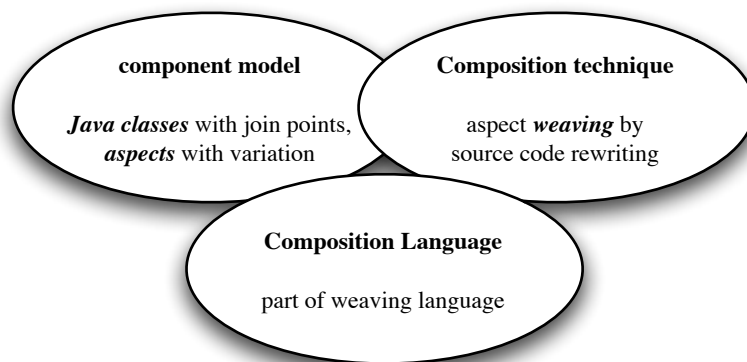 component model
Java classes with join points,
aspects with variation
Composition technique
aspect weaving by
source code rewriting
Composition Language
part of weaving language